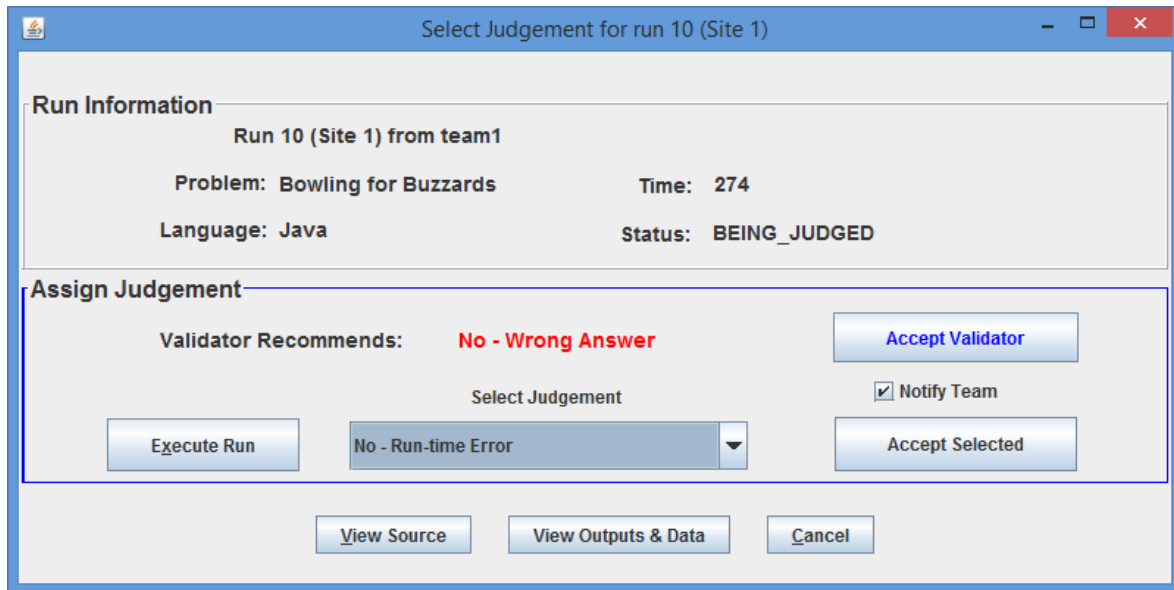 Select Judgement for run 10 (Site 1)
Run Information
Run 10 (Site 1) from team1
Problem: Bowling for Buzzards Time: 274
Language: Java Status: BEING_JUDGED
Assign Judgement
Validator Recommends: No - Wrong Answer Accept Validator
Select Judgement Notify Team
Execute Run No - Run-time Error Accept Selected
View Source View Outputs & Data Cancel